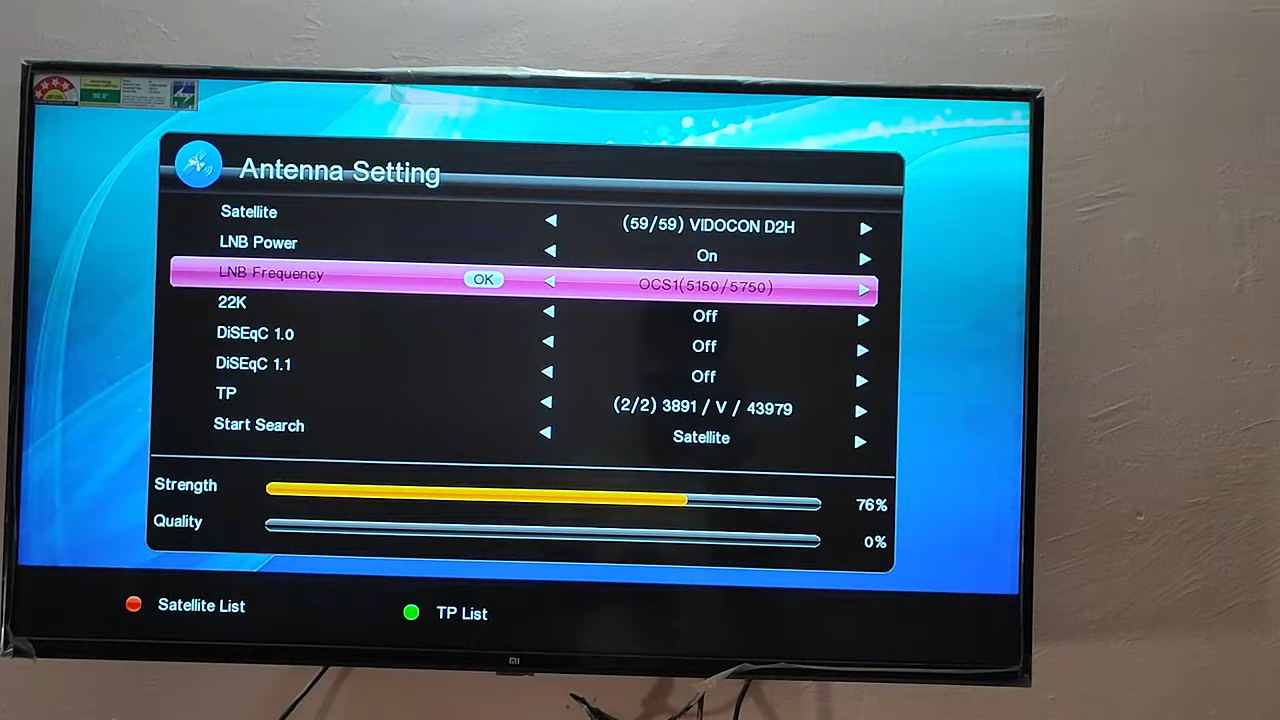 Antenna Setting
Satellite (59/59) VIDOCON D2H
LNB Power On
LNB Frequency OK OCS1(5150/5750)
22K Off
DiSEqC 1.0 Off
DiSEqC 1.1 Off
TP (2/2) 3891 / V / 43979
Start Search Satellite
Strength 76%
Quality 0%
Satellite List TP List
mi